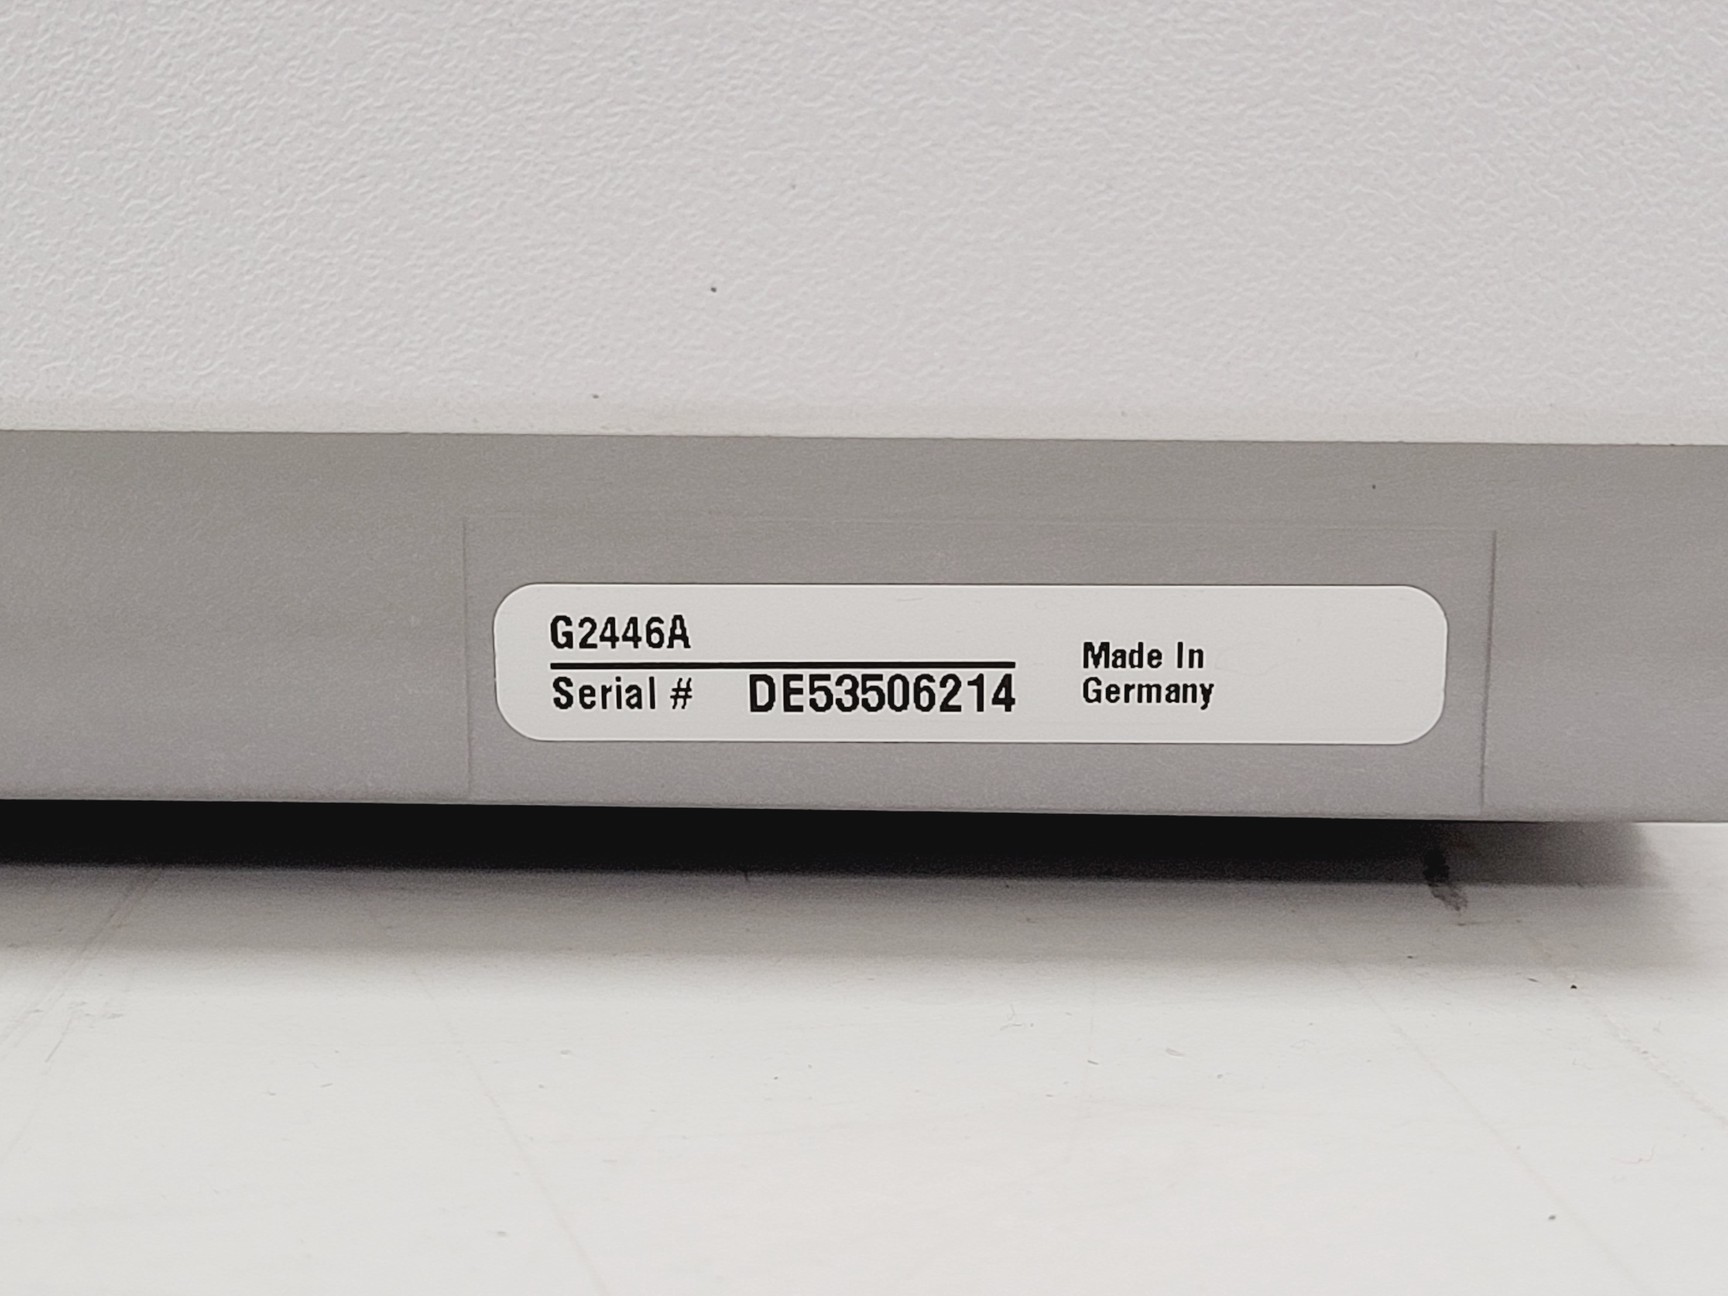 G2446A
Serial # DE53506214
Made In
Germany